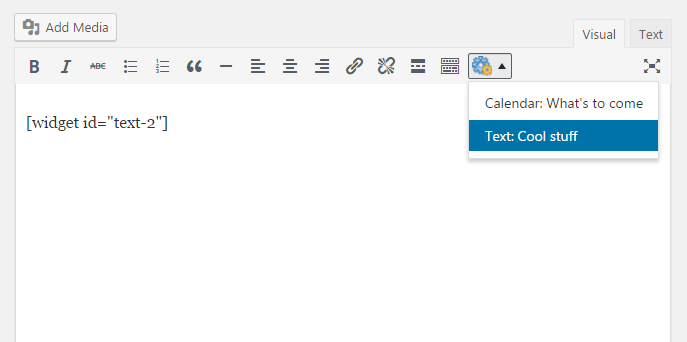 Add Media
Visual Text
B I ABC
[widget id="text-2"]
Calendar: What's to come
Text: Cool stuff